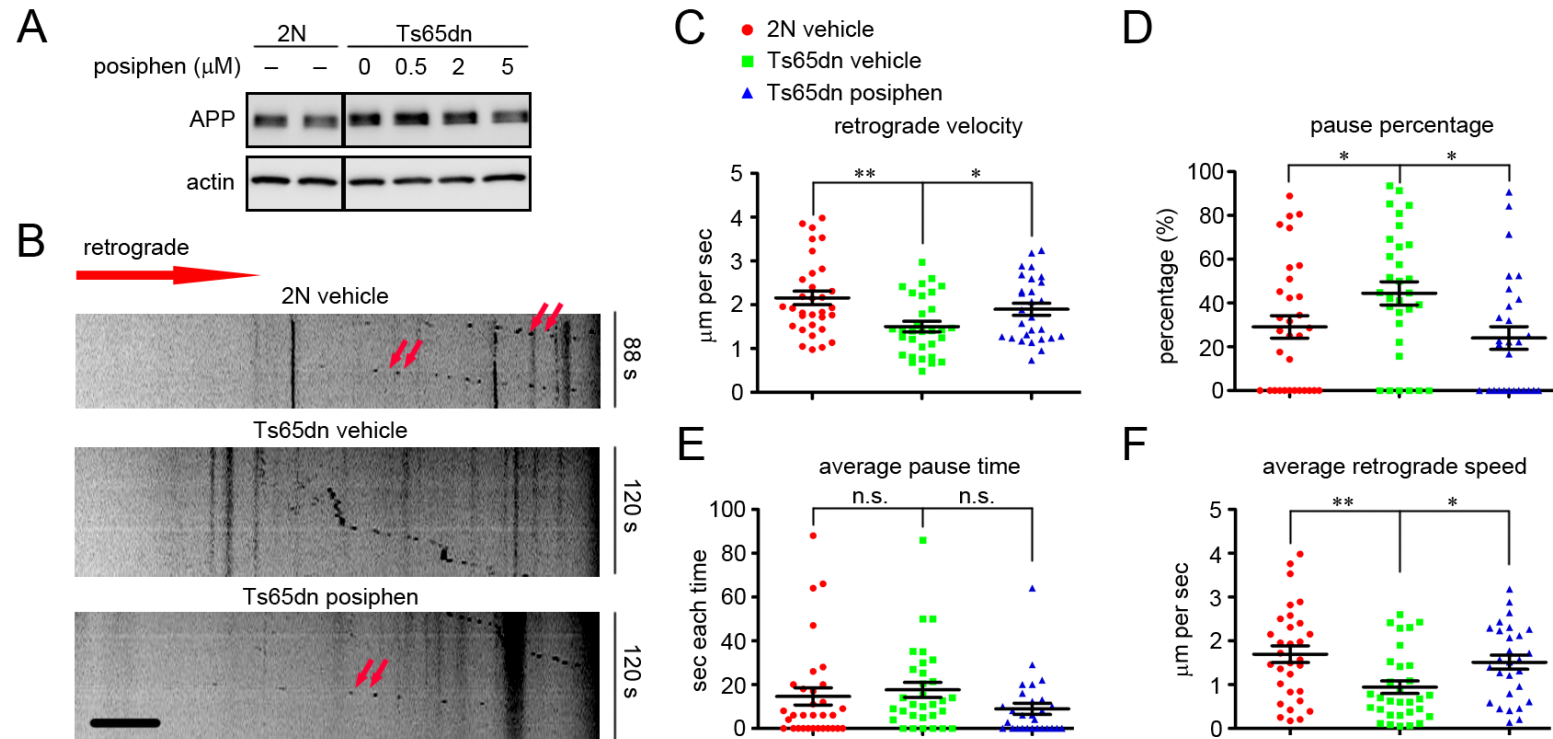 A
2N Ts65dn
posiphen (μM) – – 0 0.5 2 5
APP
actin
B
retrograde
2N vehicle
88 s
Ts65dn vehicle
120 s
Ts65dn posiphen
120 s
C
2N vehicle
Ts65dn vehicle
Ts65dn posiphen
retrograde velocity
** *
μm per sec
5
4
3
2
1
0
D
pause percentage
* *
percentage (%)
100
80
60
40
20
0
E
average pause time
n.s. n.s.
sec each time
100
80
60
40
20
0
F
average retrograde speed
** *
μm per sec
5
4
3
2
1
0